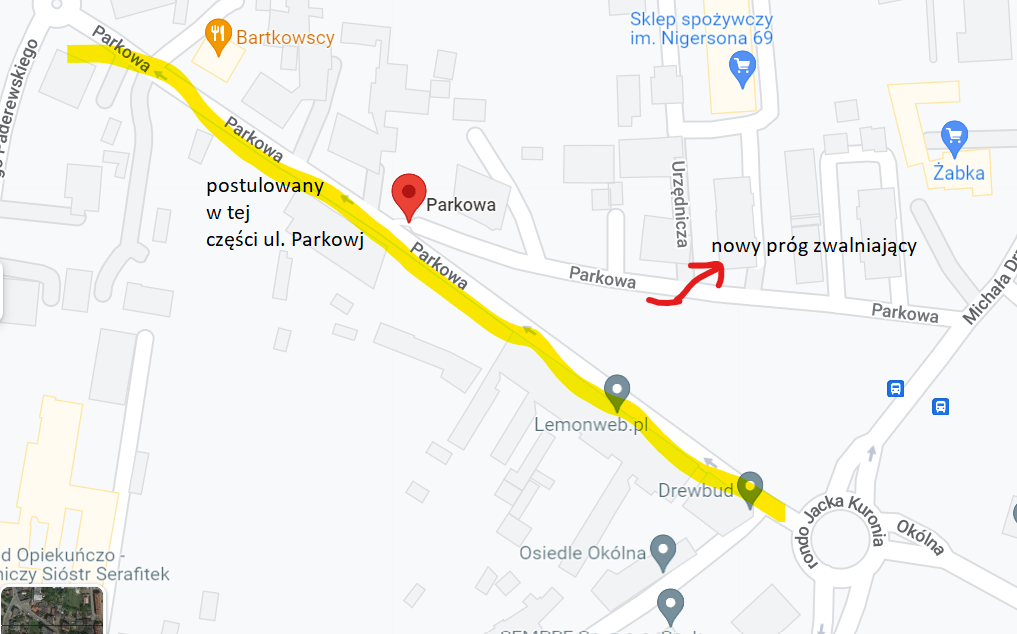 Sklep spożywczy
im. Nigersona 69
Parkowa
Bartkowscy
Paderewskiego
Parkowa
Żabka
postulowany
w tej
części ul. Parkowj
Parkowa
Urzędnicza
nowy próg zwalniający
Parkowa
Parkowa
Parkowa
Michała Dr
Lemonweb.pl
Drewbud
rondo Jacka Kuronia
Okólna
Osiedle Okólna
d Opiekuńczo -
niczy Sióstr Serafitek